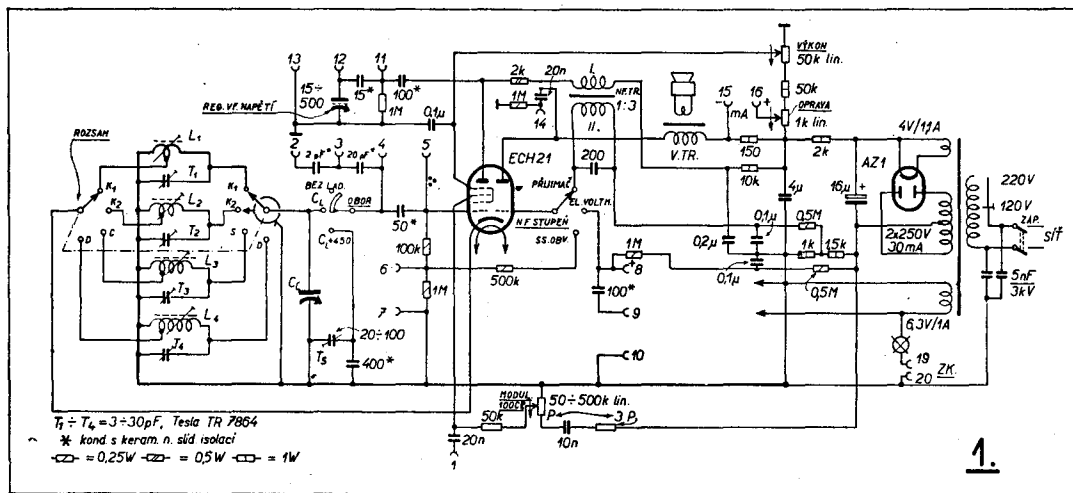 13
12
11
15÷500
15*
100*
1M
REG. VF. NAPĚTÍ
0,1µ
ROZSAH
L1
T1
K1
K2
D
C
L2
T2
L3
T3
L4
T4
K1
K2
S
D
2
3
4
5
2pF*
20pF*
BEZ
LAD.
OBOR
CL
CL+450
50*
100k
6
1M
7
CL
T5
20÷100
400*
2k
20n
1M
14
I.
NF. TR.
1:3
II.
ECH21
PŘIJIMAČ
EL. VOLTM.
N.F. STUPEŇ
SS. OBV.
500k
200
V.TR.
15
16
mA
150
10k
VÝKON
50k lin.
50k
OPRAVA
1k lin.
2k
4µ
16µ
0,1µ
0,2µ
0,5M
1k
1,5k
0,1µ
0,5M
1M
+8
100*
9
10
4V/1,1A
AZ1
2x250V
30mA
220V
120V
ZAP.
SÍŤ
5nF
3kV
6,3V/1A
19
20
ZK.
MODUL.
50÷500k lin.
50k
P
3.P.
10n
20n
1
T1 ÷ T4 = 3÷30pF, Tesla TR 7864
* kond. s keram. n. slíd isolací
= 0,25W = 0,5W = 1W
1.